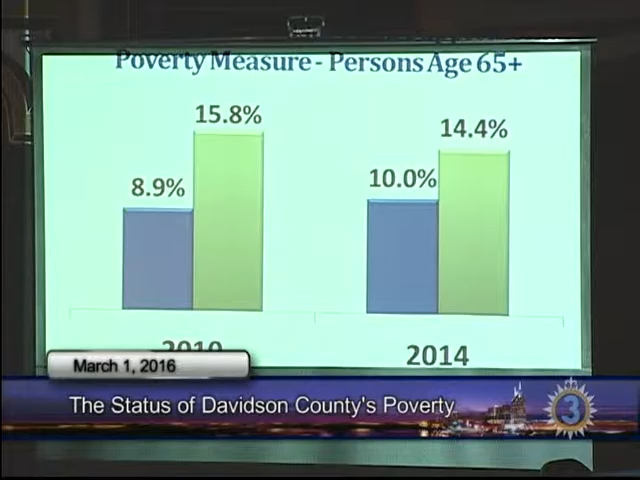 Poverty Measure - Persons Age 65+
15.8%
14.4%
8.9%
10.0%
2010
2014
March 1, 2016
The Status of Davidson County's Poverty
3